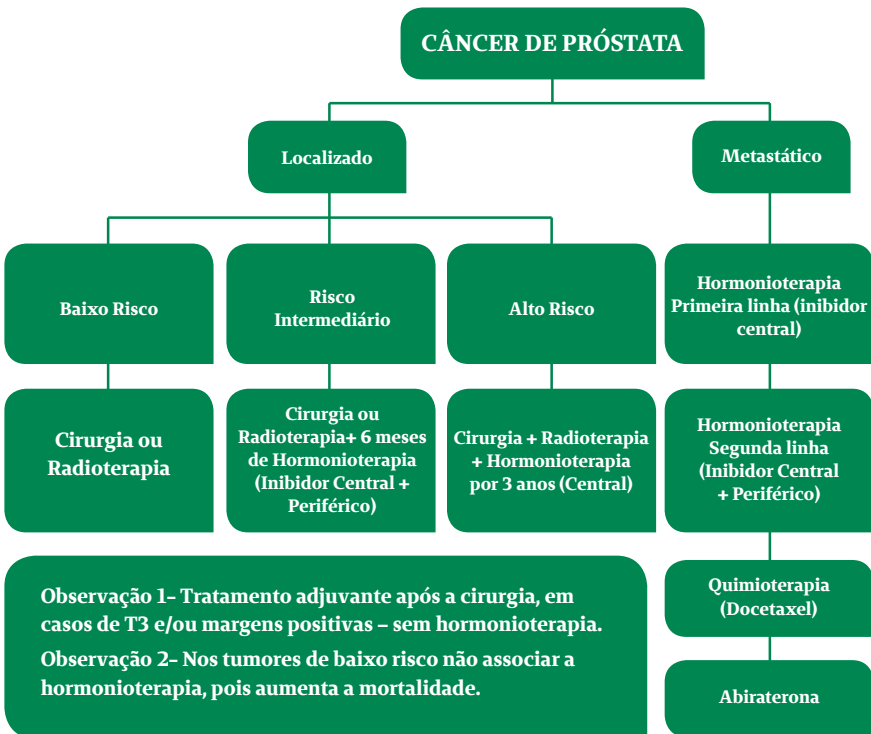 CÂNCER DE PRÓSTATA
Localizado
Metastático
Baixo Risco
Risco
Intermediário
Alto Risco
Hormonioterapia
Primeira linha (inibidor
central)
Cirurgia ou
Radioterapia
Cirurgia ou
Radioterapia+ 6 meses
de Hormonioterapia
(Inibidor Central +
Periférico)
Cirurgia + Radioterapia
+ Hormonioterapia
por 3 anos (Central)
Hormonioterapia
Segunda linha
(Inibidor Central
+ Periférico)
Quimioterapia
(Docetaxel)
Abiraterona
Observação 1- Tratamento adjuvante após a cirurgia, em
casos de T3 e/ou margens positivas – sem hormonioterapia.
Observação 2- Nos tumores de baixo risco não associar a
hormonioterapia, pois aumenta a mortalidade.